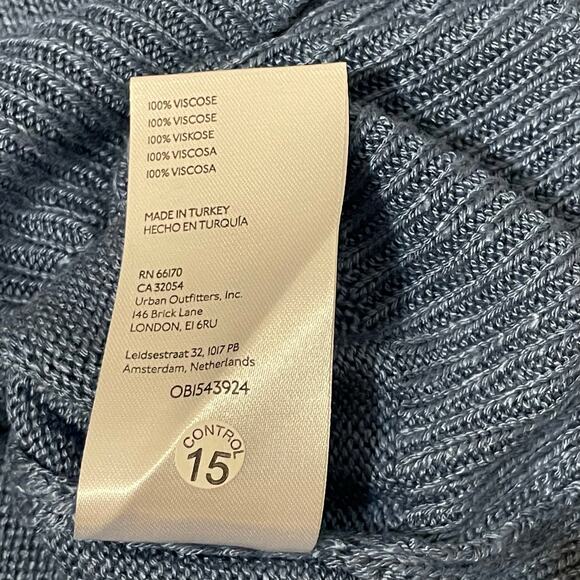 100% VISCOSE
100% VISCOSE
100% VISKOSE
100% VISCOSA
100% VISCOSA
MADE IN TURKEY
HECHO EN TURQUÍA
RN 66170
CA 32054
Urban Outfitters, Inc.
146 Brick Lane
LONDON, E1 6RU
Leidsestraat 32, 1017 PB
Amsterdam, Netherlands
OB1543924
CONTROL
15